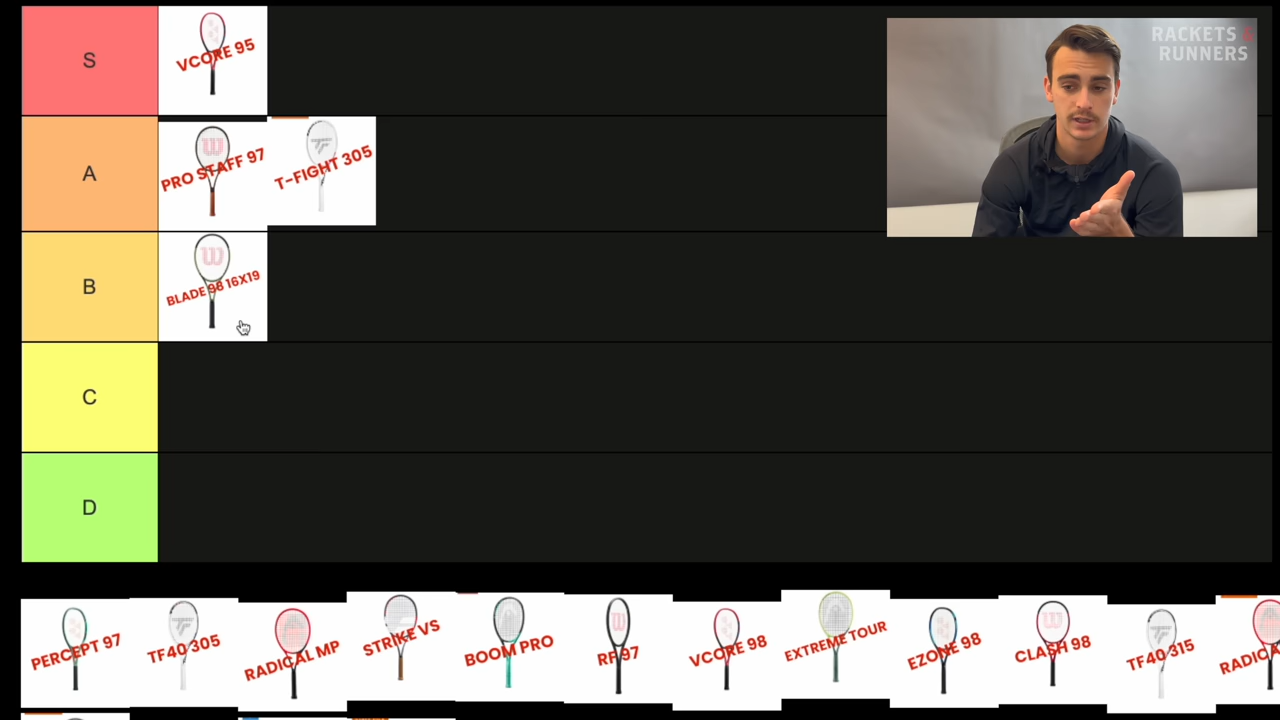 S
VCORE 95
RACKETS &
RUNNERS
A
PRO STAFF 97
T-FIGHT 305
B
BLADE 98 16X19
C
D
PERCEPT 97
TF40 305
RADICAL MP
STRIKE VS
BOOM PRO
RF 97
VCORE 98
EXTREME TOUR
EZONE 98
CLASH 98
TF40 315